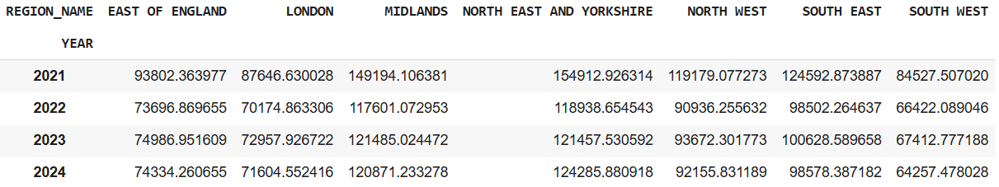 REGION_NAME EAST OF ENGLAND LONDON MIDLANDS NORTH EAST AND YORKSHIRE NORTH WEST SOUTH EAST SOUTH WEST
YEAR
2021 93802.363977 87646.630028 149194.106381 154912.926314 119179.077273 124592.873887 84527.507020
2022 73696.869655 70174.863306 117601.072953 118938.654543 90936.255632 98502.264637 66422.089046
2023 74986.951609 72957.926722 121485.024472 121457.530592 93672.301773 100628.589658 67412.777188
2024 74334.260655 71604.552416 120871.233278 124285.880918 92155.831189 98578.387182 64257.478028